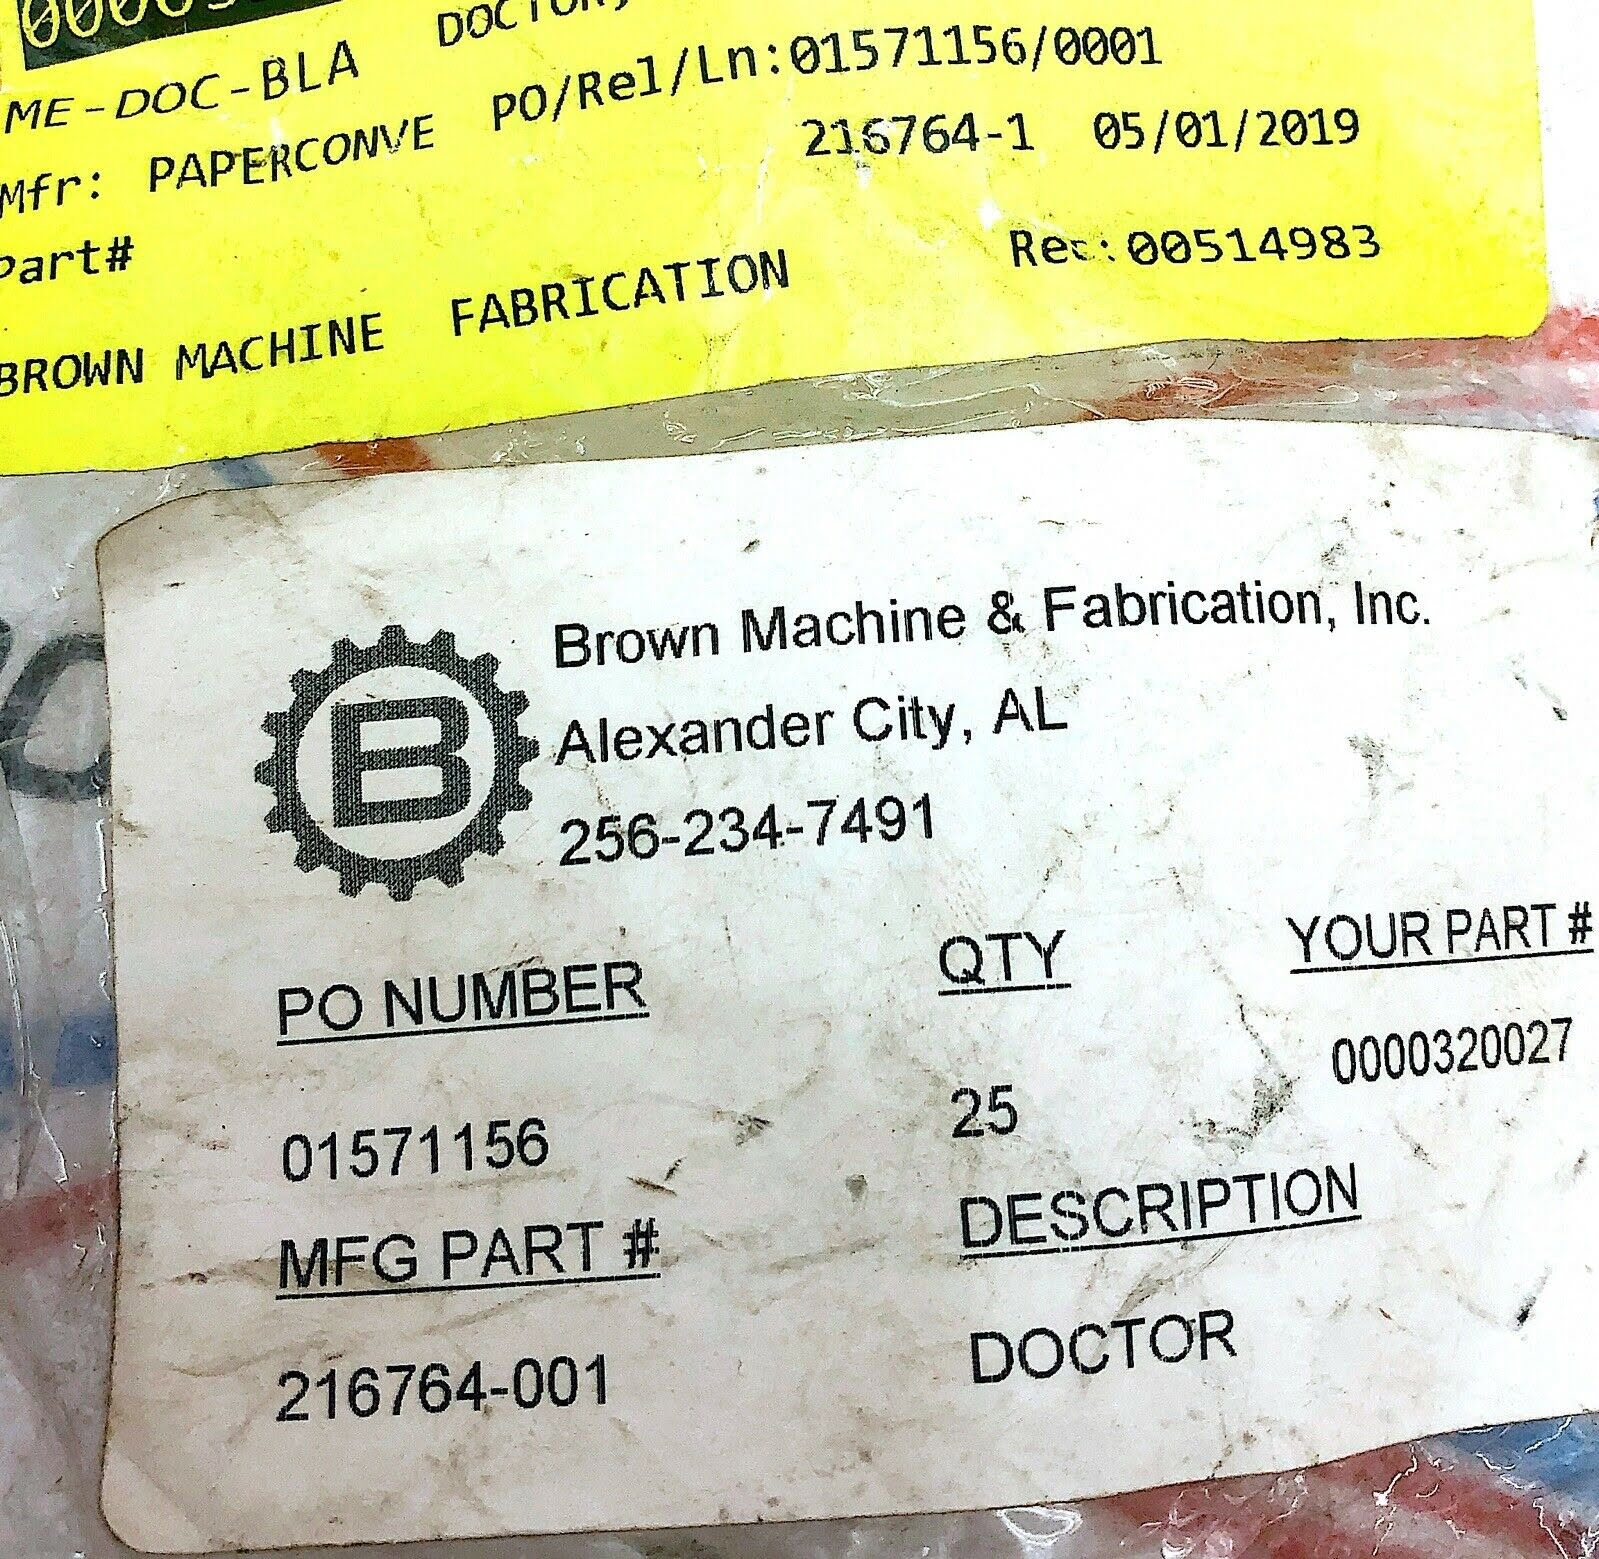 ME-DOC-BLA DOCTOR,
Mfr: PAPERCONVE PO/Rel/Ln:01571156/0001
216764-1 05/01/2019
Part#
Rec:00514983
BROWN MACHINE FABRICATION
B
Brown Machine & Fabrication, Inc.
Alexander City, AL
256-234-7491
PO NUMBER QTY YOUR PART #
01571156 25 0000320027
MFG PART # DESCRIPTION
216764-001 DOCTOR